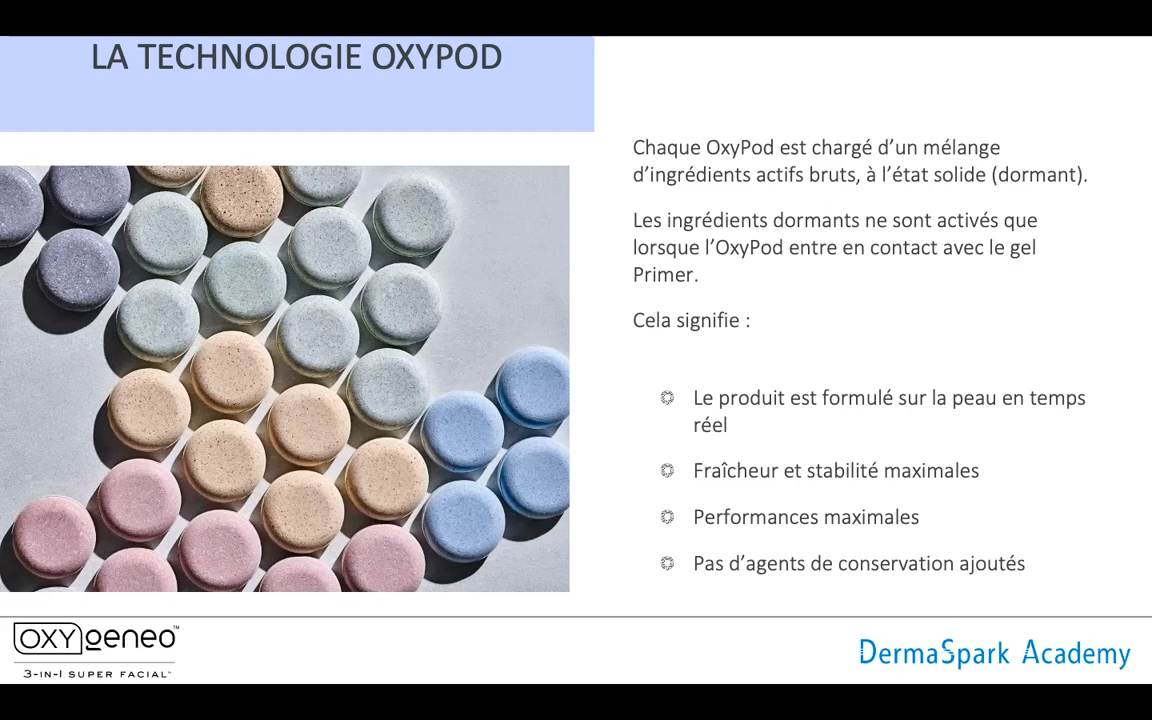 LA TECHNOLOGIE OXYPOD
Chaque OxyPod est chargé d’un mélange
d’ingrédients actifs bruts, à l’état solide (dormant).
Les ingrédients dormants ne sont activés que
lorsque l’OxyPod entre en contact avec le gel
Primer.
Cela signifie :
Le produit est formulé sur la peau en temps
réel
Fraîcheur et stabilité maximales
Performances maximales
Pas d’agents de conservation ajoutés
OXYgeneo™
3-IN-1 SUPER FACIAL™
DermaSpark Academy